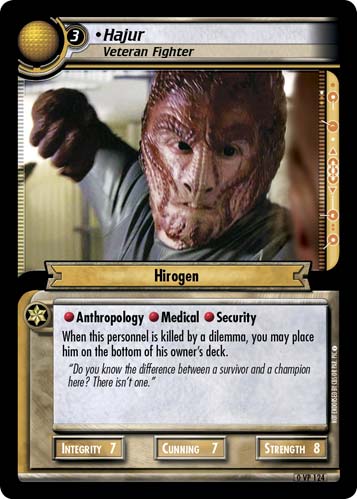 3
•Hajur
Veteran Fighter
Hirogen
Anthropology Medical Security
When this personnel is killed by a dilemma, you may place
him on the bottom of his owner's deck.
"Do you know the difference between a survivor and a champion
here? There isn't one."
INTEGRITY 7 CUNNING 7 STRENGTH 8
0 VP 124